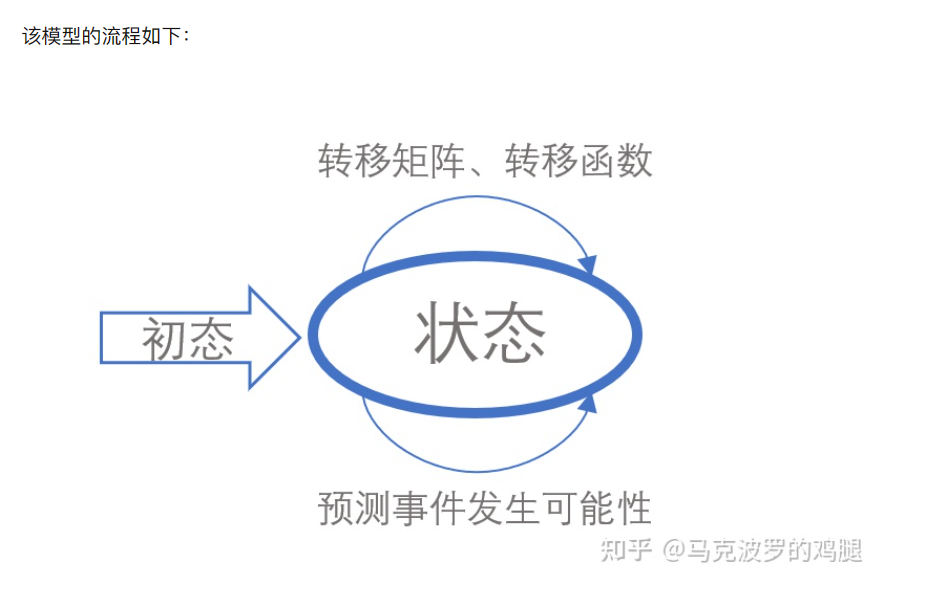 该模型的流程如下：
转移矩阵、转移函数
初态
状态
预测事件发生可能性
知乎 @马克波罗的鸡腿